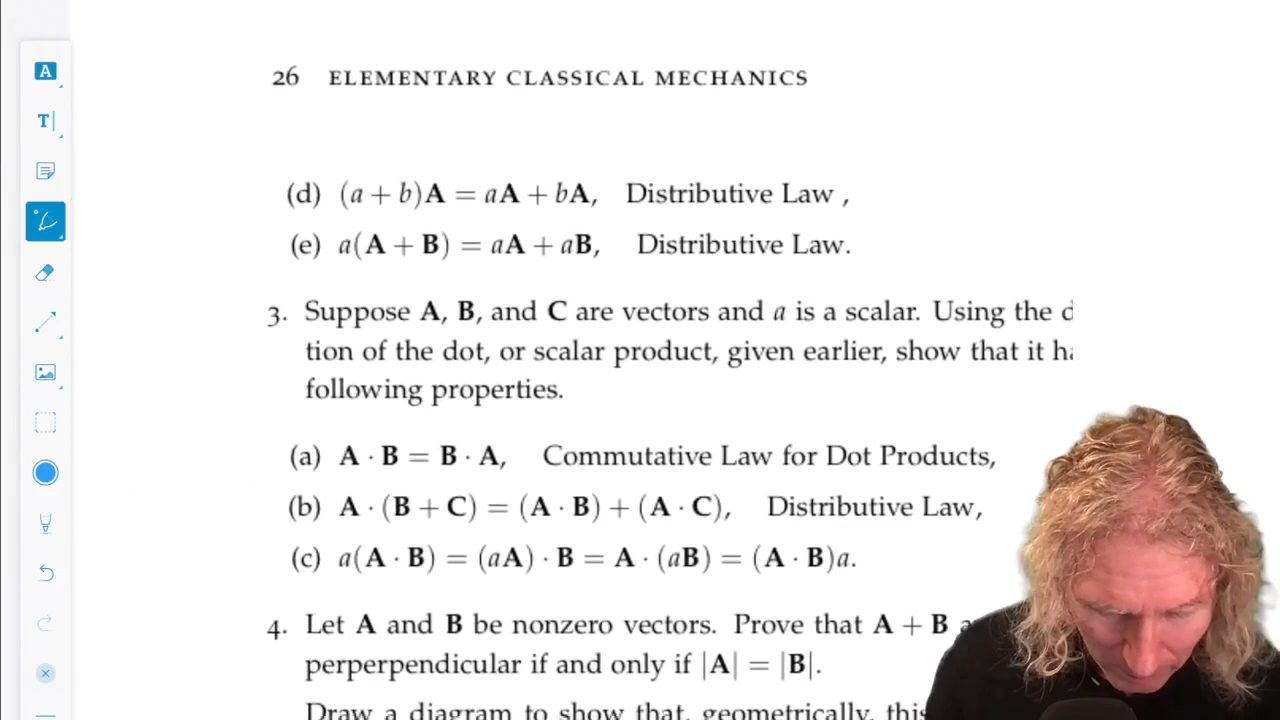 26 ELEMENTARY CLASSICAL MECHANICS
(d) (a + b)𝐀 = a𝐀 + b𝐀, Distributive Law ,
(e) a(𝐀 + 𝐁) = a𝐀 + a𝐁, Distributive Law.
3. Suppose 𝐀, 𝐁, and 𝐂 are vectors and a is a scalar. Using the
tion of the dot, or scalar product, given earlier, show that it
following properties.
(a) 𝐀 · 𝐁 = 𝐁 · 𝐀, Commutative Law for Dot Products,
(b) 𝐀 · (𝐁 + 𝐂) = (𝐀 · 𝐁) + (𝐀 · 𝐂), Distributive Law,
(c) a(𝐀 · 𝐁) = (a𝐀) · 𝐁 = 𝐀 · (a𝐁) = (𝐀 · 𝐁)a.
4. Let 𝐀 and 𝐁 be nonzero vectors. Prove that 𝐀 + 𝐁
perperpendicular if and only if |𝐀| = |𝐁|.
Draw a diagram to show that, geometrically, this